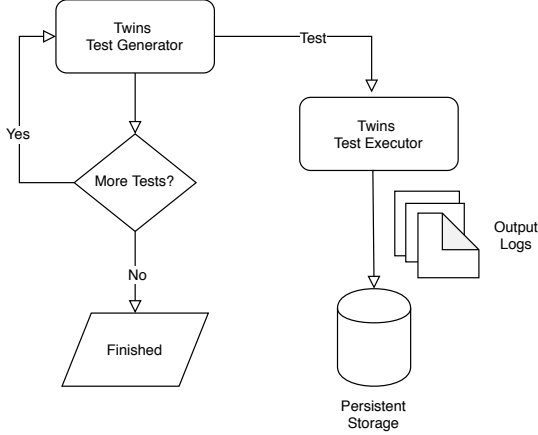 Twins
Test Generator
Test
Twins
Test Executor
Yes
More Tests?
Output
Logs
No
Finished
Persistent
Storage